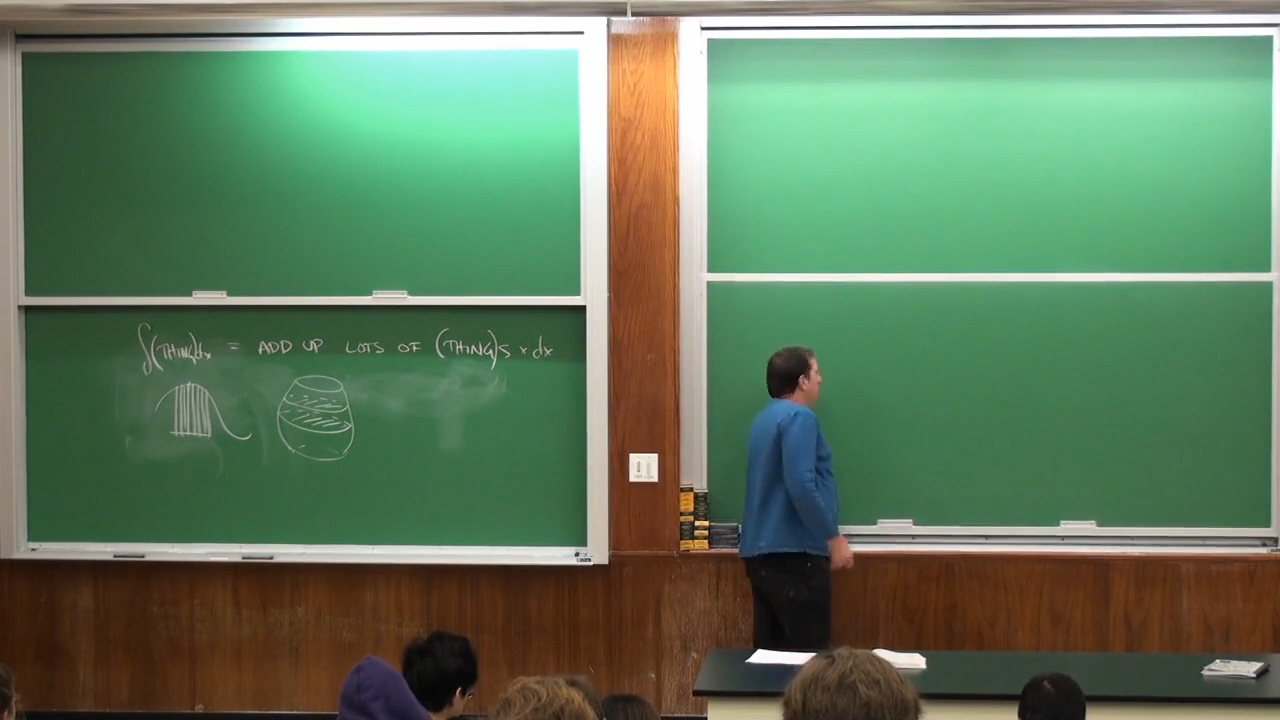 ∫(THING)dx = ADD UP LOTS OF (THING)S x dx